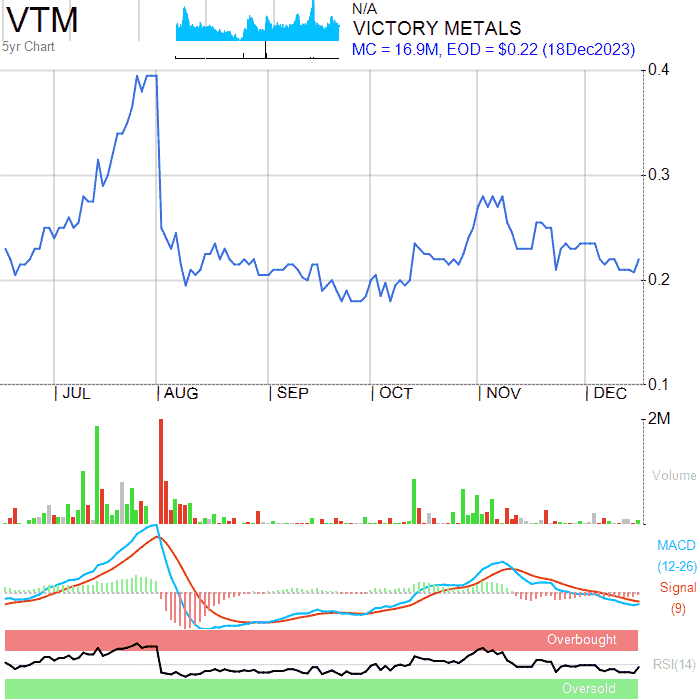 VTM
5yr Chart
N/A
VICTORY METALS
MC = 16.9M, EOD = $0.22 (18Dec2023)
0.4
0.3
0.2
0.1
JUL
AUG
SEP
OCT
NOV
DEC
2M
Volume
MACD
(12-26)
Signal
(9)
Overbought
RSI(14)
Oversold